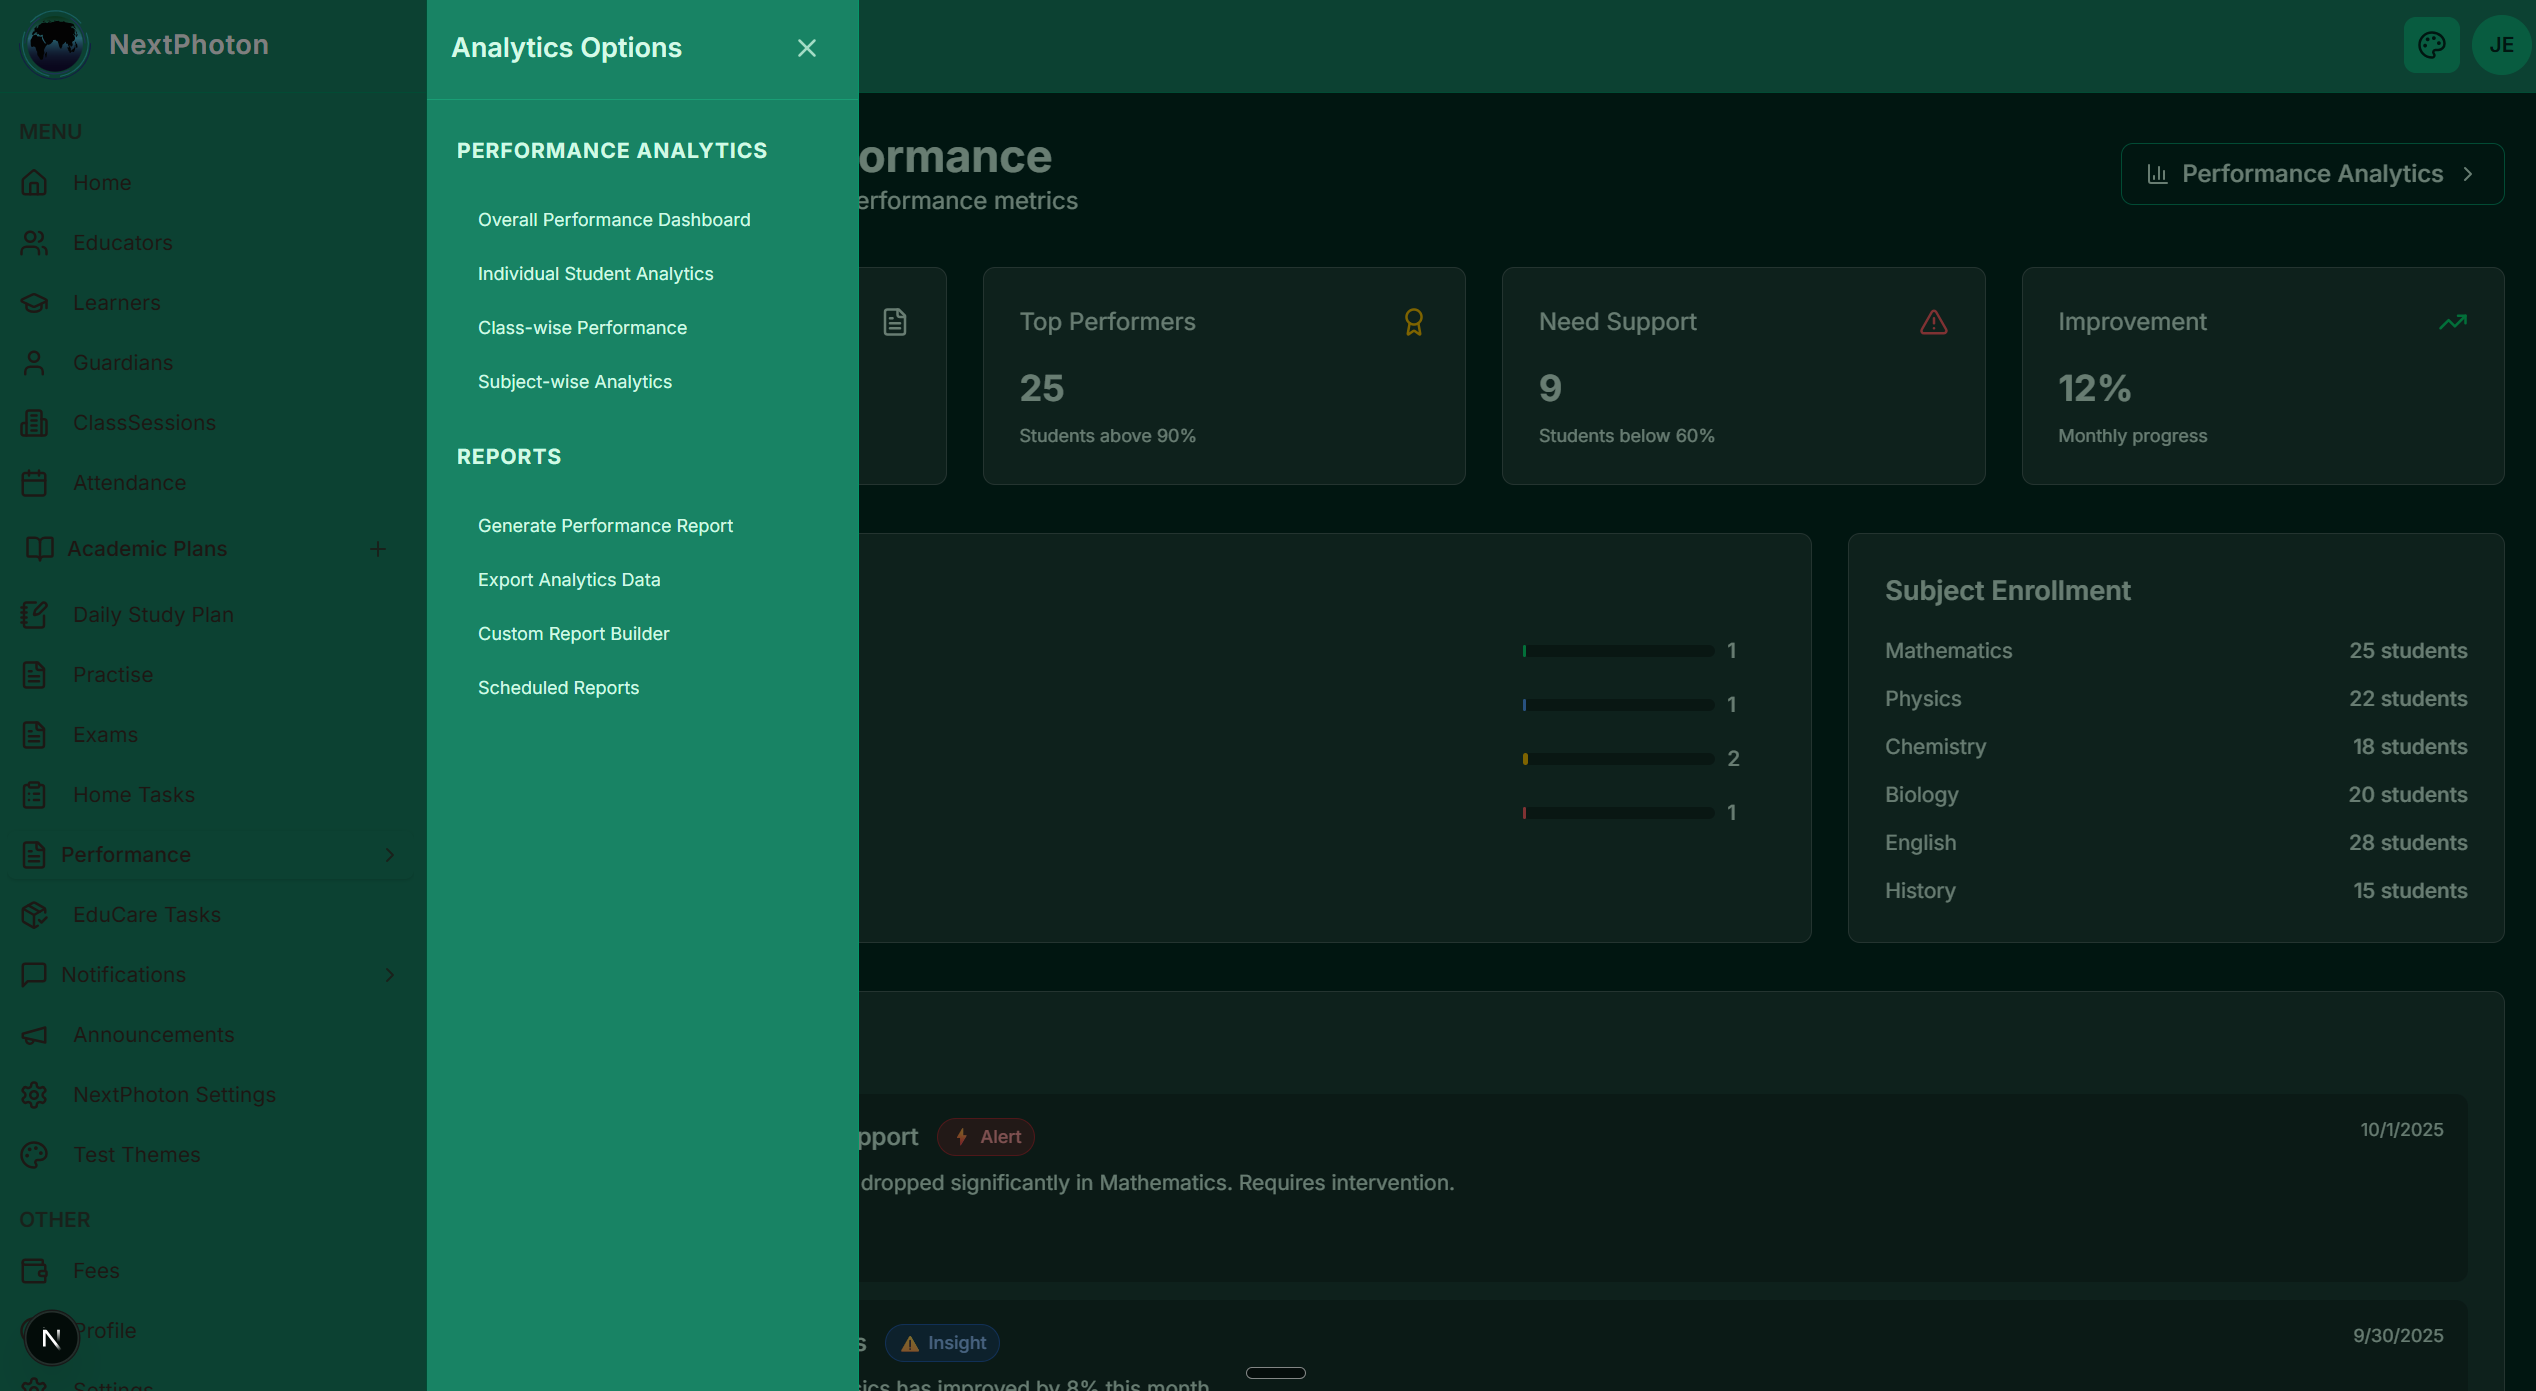 NextPhoton
MENU
Home
Educators
Learners
Guardians
ClassSessions
Attendance
Academic Plans
Daily Study Plan
Practise
Exams
Home Tasks
Performance
EduCare Tasks
Notifications
Announcements
NextPhoton Settings
Test Themes
OTHER
Fees
Profile
Settings
N
Analytics Options
PERFORMANCE ANALYTICS
Overall Performance Dashboard
Individual Student Analytics
Class-wise Performance
Subject-wise Analytics
REPORTS
Generate Performance Report
Export Analytics Data
Custom Report Builder
Scheduled Reports
JE
ormance
erformance metrics
Performance Analytics
Top Performers
25
Students above 90%
Need Support
9
Students below 60%
Improvement
12%
Monthly progress
1
1
2
1
Subject Enrollment
Mathematics 25 students
Physics 22 students
Chemistry 18 students
Biology 20 students
English 28 students
History 15 students
pport Alert 10/1/2025
dropped significantly in Mathematics. Requires intervention.
s Insight 9/30/2025
ics has improved by 8% this month